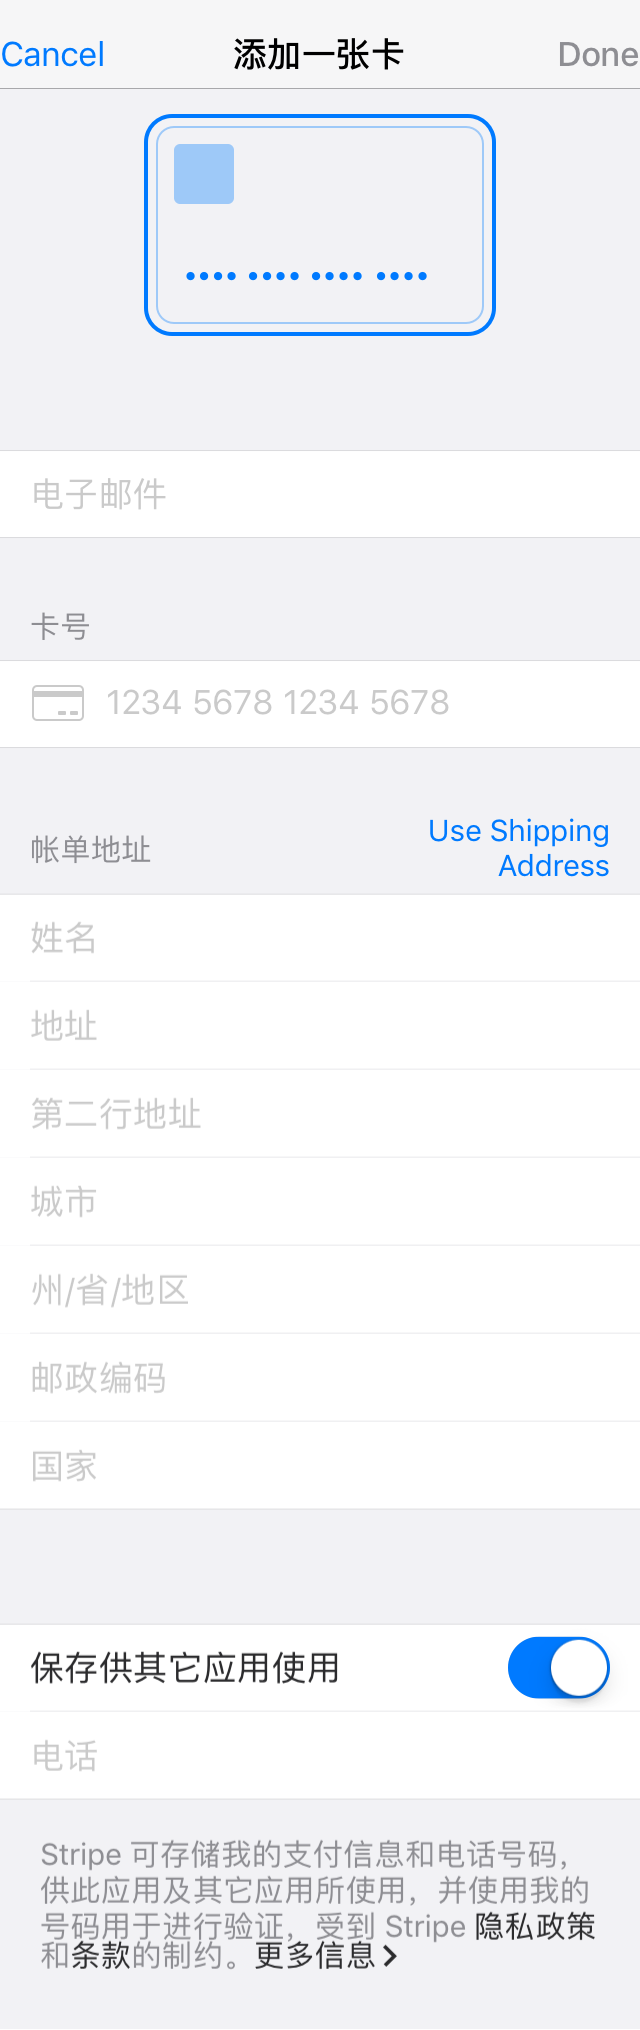 Cancel 添加一张卡 Done
•••• •••• •••• ••••
电子邮件
卡号
1234 5678 1234 5678
帐单地址 Use Shipping Address
姓名
地址
第二行地址
城市
州/省/地区
邮政编码
国家
保存供其它应用使用
电话
Stripe 可存储我的支付信息和电话号码，
供此应用及其它应用所使用，并使用我的
号码用于进行验证，受到 Stripe 隐私政策
和条款的制约。更多信息